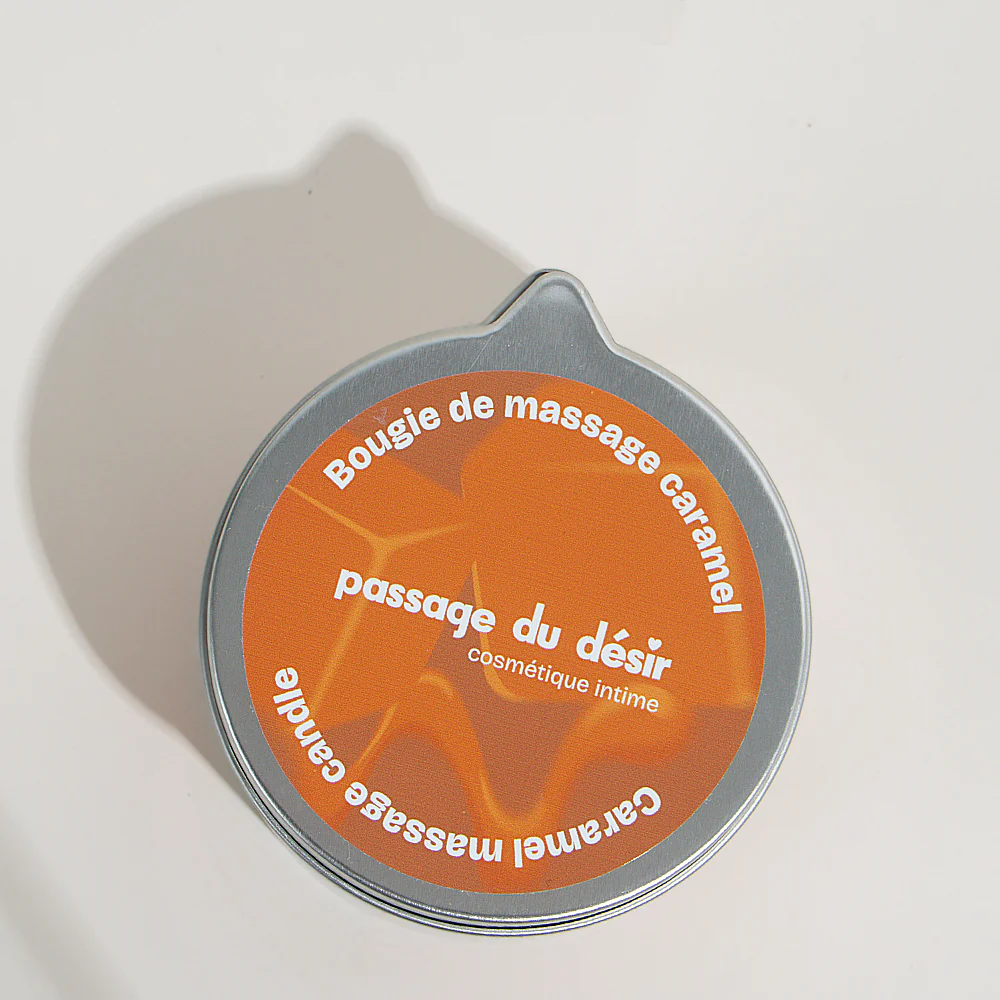 Bougie de massage caramel
passage du désir
cosmétique intime
Caramel massage candle